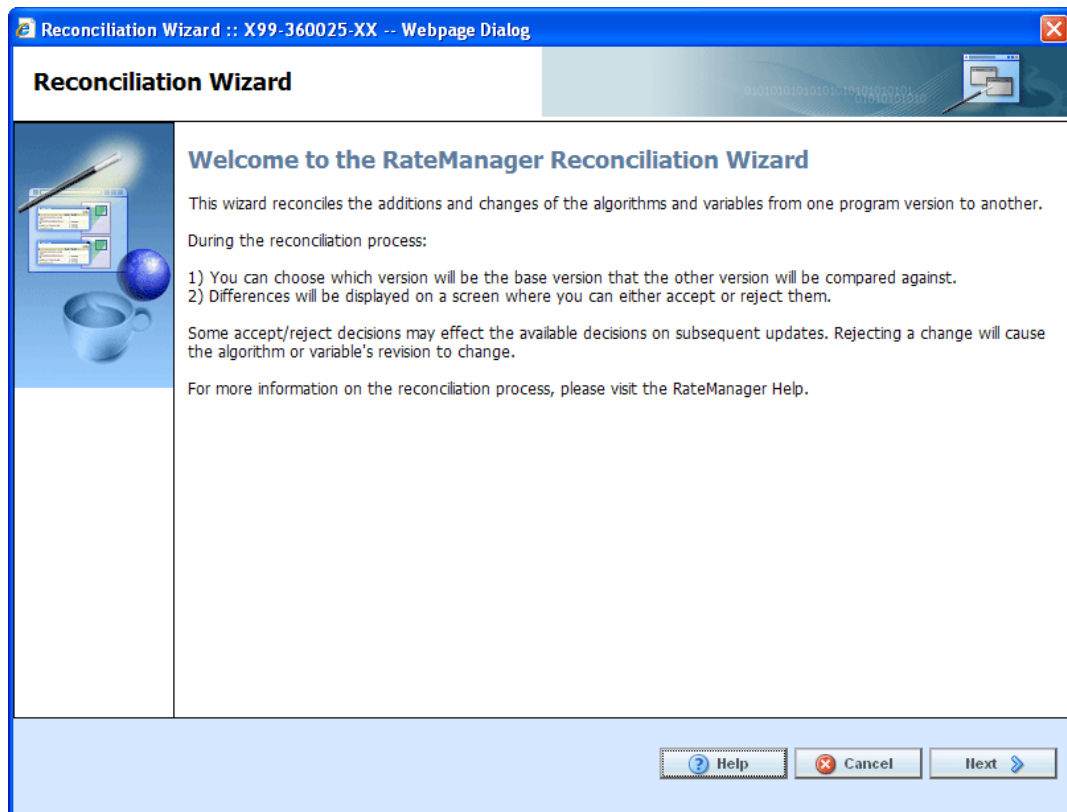 Reconciliation Wizard :: X99-360025-XX -- Webpage Dialog
Reconciliation Wizard
Welcome to the RateManager Reconciliation Wizard
This wizard reconciles the additions and changes of the algorithms and variables from one program version to another.
During the reconciliation process:
1) You can choose which version will be the base version that the other version will be compared against.
2) Differences will be displayed on a screen where you can either accept or reject them.
Some accept/reject decisions may effect the available decisions on subsequent updates. Rejecting a change will cause
the algorithm or variable's revision to change.
For more information on the reconciliation process, please visit the RateManager Help.
Help
Cancel
Next